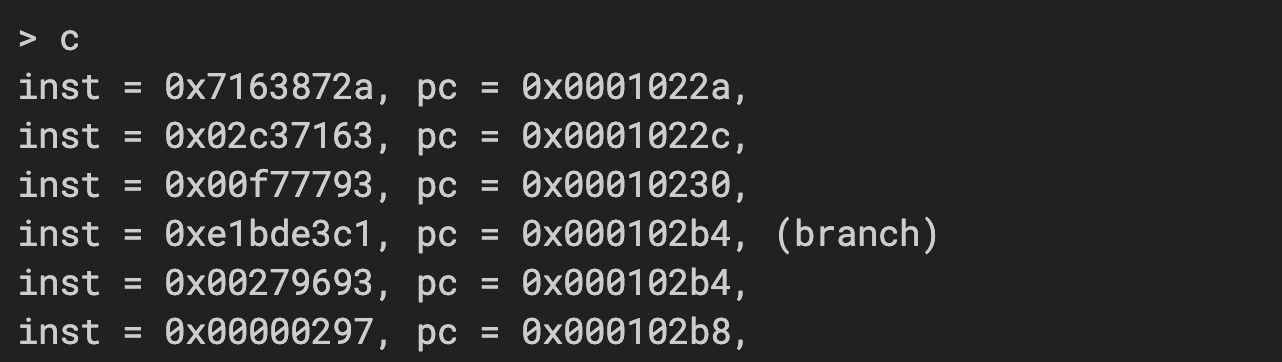 > c
inst = 0x7163872a, pc = 0x0001022a,
inst = 0x02c37163, pc = 0x0001022c,
inst = 0x00f77793, pc = 0x00010230,
inst = 0xe1bde3c1, pc = 0x000102b4, (branch)
inst = 0x00279693, pc = 0x000102b4,
inst = 0x00000297, pc = 0x000102b8,